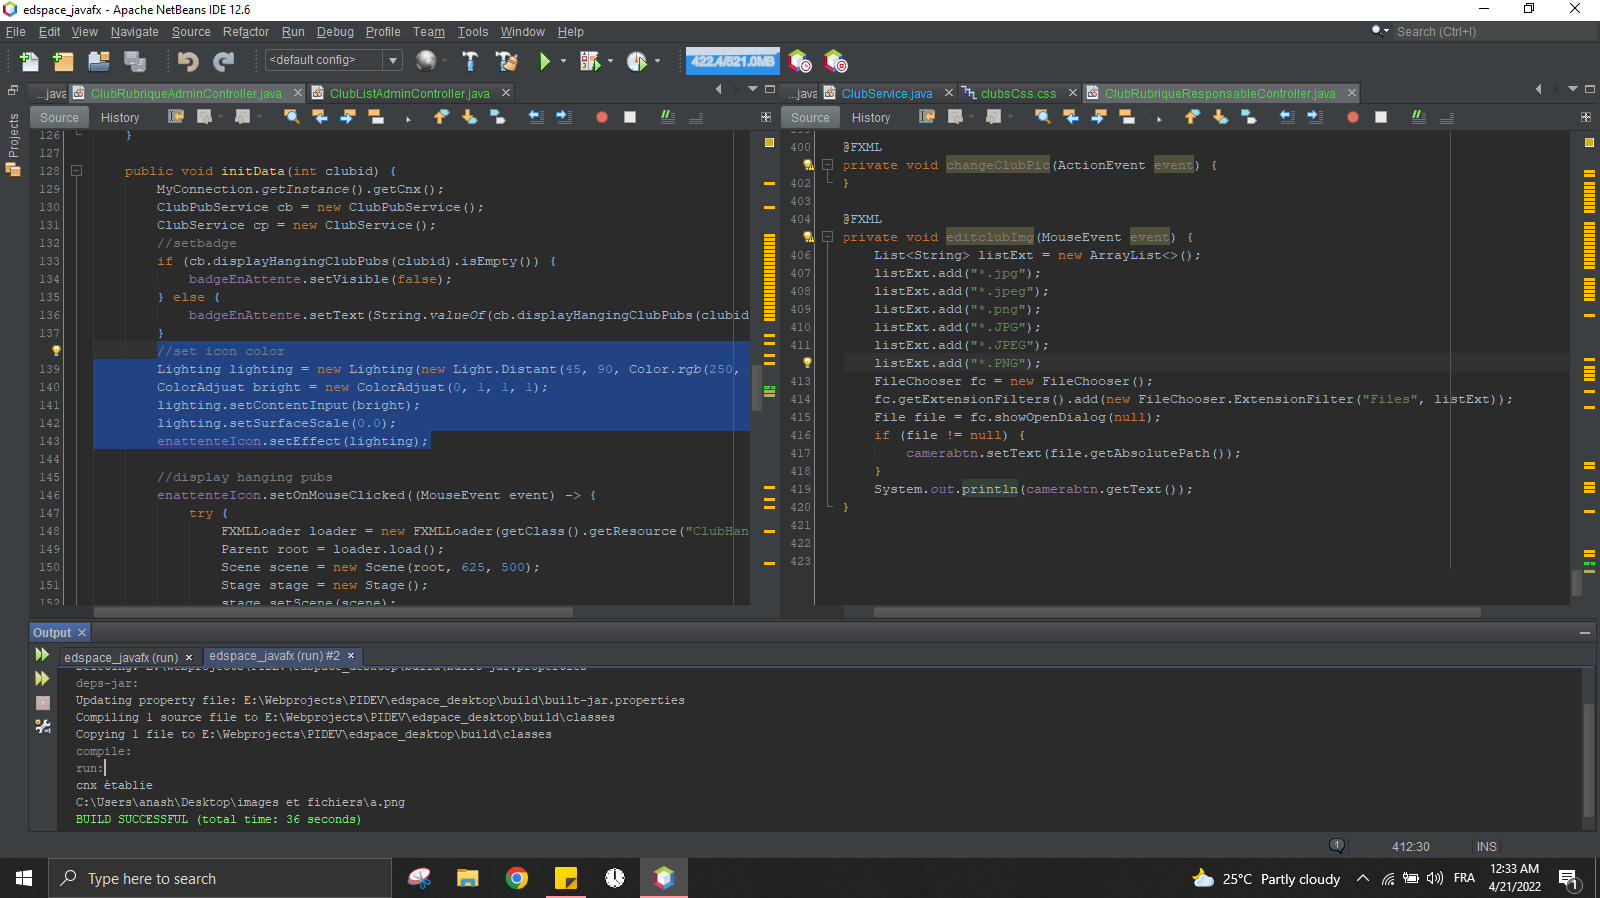 edspace_javafx - Apache NetBeans IDE 12.6
File Edit View Navigate Source Refactor Run Debug Profile Team Tools Window Help
Search (Ctrl+I)
<default config>
422.4/621.0MB
...java ClubRubriqueAdminController.java ClubListAdminController.java
...java ClubService.java clubsCss.css ClubRubriqueResponsableController.java
Projects
Source History
126 }
127
128 public void initData(int clubid) {
129 MyConnection.getInstance().getCnx();
130 ClubPubService cb = new ClubPubService();
131 ClubService cp = new ClubService();
132 //setbadge
133 if (cb.displayHangingClubPubs(clubid).isEmpty()) {
134 badgeEnAttente.setVisible(false);
135 } else {
136 badgeEnAttente.setText(String.valueOf(cb.displayHangingClubPubs(clubid
137 }
//set icon color
139 Lighting lighting = new Lighting(new Light.Distant(45, 90, Color.rgb(250,
140 ColorAdjust bright = new ColorAdjust(0, 1, 1, 1);
141 lighting.setContentInput(bright);
142 lighting.setSurfaceScale(0.0);
143 enattenteIcon.setEffect(lighting);
144
145 //display hanging pubs
146 enattenteIcon.setOnMouseClicked((MouseEvent event) -> {
147 try {
148 FXMLLoader loader = new FXMLLoader(getClass().getResource("ClubHan
149 Parent root = loader.load();
150 Scene scene = new Scene(root, 625, 500);
151 Stage stage = new Stage();
152 stage.setScene(scene);
Source History
400 @FXML
private void changeClubPic(ActionEvent event) {
402 }
403
404 @FXML
private void editclubImg(MouseEvent event) {
406 List<String> listExt = new ArrayList<>();
407 listExt.add("*.jpg");
408 listExt.add("*.jpeg");
409 listExt.add("*.png");
410 listExt.add("*.JPG");
411 listExt.add("*.JPEG");
listExt.add("*.PNG");
413 FileChooser fc = new FileChooser();
414 fc.getExtensionFilters().add(new FileChooser.ExtensionFilter("Files", listExt));
415 File file = fc.showOpenDialog(null);
416 if (file != null) {
417 camerabtn.setText(file.getAbsolutePath());
418 }
419 System.out.println(camerabtn.getText());
420 }
421
422
423
Output
edspace_javafx (run) edspace_javafx (run) #2
Deleting: E:\Webprojects\PIDEV\edspace_desktop\build\built-jar.properties
deps-jar:
Updating property file: E:\Webprojects\PIDEV\edspace_desktop\build\built-jar.properties
Compiling 1 source file to E:\Webprojects\PIDEV\edspace_desktop\build\classes
Copying 1 file to E:\Webprojects\PIDEV\edspace_desktop\build\classes
compile:
run:
cnx établie
C:\Users\anash\Desktop\images et fichiers\a.png
BUILD SUCCESSFUL (total time: 36 seconds)
1 412:30 INS
Type here to search
25°C Partly cloudy FRA
12:33 AM
4/21/2022
1